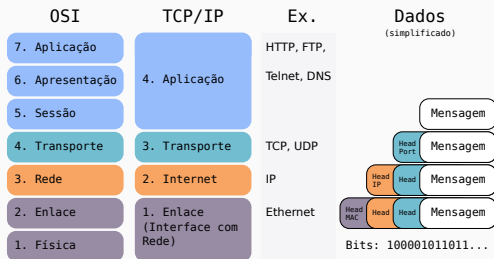 OSI TCP/IP Ex. Dados
(simplificado)
7. Aplicação
6. Apresentação
5. Sessão
4. Transporte
3. Rede
2. Enlace
1. Física
4. Aplicação
3. Transporte
2. Internet
1. Enlace
(Interface com
Rede)
HTTP, FTP,
Telnet, DNS
TCP, UDP
IP
Ethernet
Mensagem
Head
Port
Mensagem
Head
IP
Head
Mensagem
Head
MAC
Head
Head
Mensagem
Bits: 100001011011...